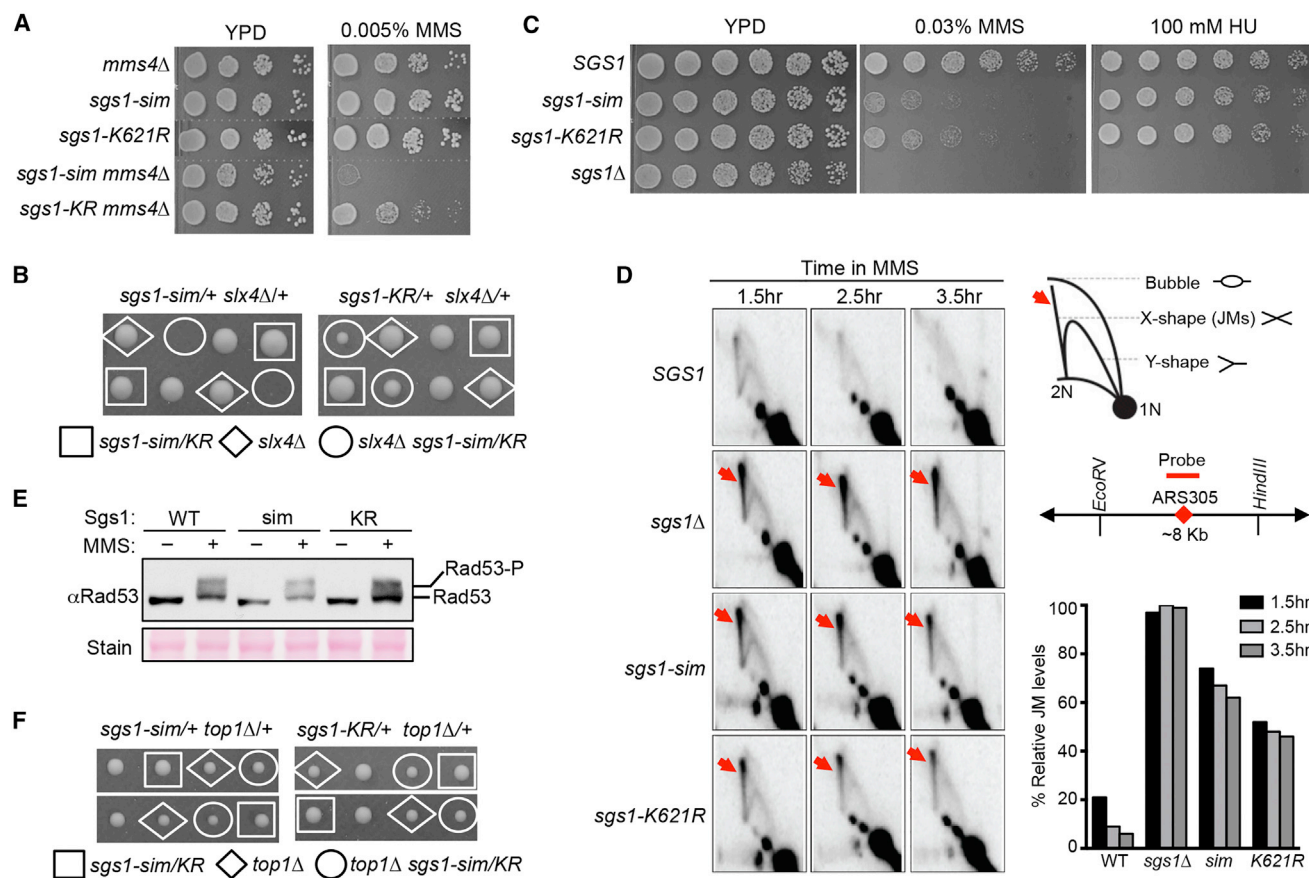 A
YPD
0.005% MMS
mms4Δ
sgs1-sim
sgs1-K621R
sgs1-sim mms4Δ
sgs1-KR mms4Δ
B
sgs1-sim/+ slx4Δ/+
sgs1-KR/+ slx4Δ/+
sgs1-sim/KR
slx4Δ
slx4Δ sgs1-sim/KR
C
YPD
0.03% MMS
100 mM HU
SGS1
sgs1-sim
sgs1-K621R
sgs1Δ
D
Time in MMS
1.5hr
2.5hr
3.5hr
SGS1
sgs1Δ
sgs1-sim
sgs1-K621R
Bubble
X-shape (JMs)
Y-shape
2N
1N
Probe
EcoRV
ARS305
HindIII
~8 Kb
% Relative JM levels
100
80
60
40
20
0
1.5hr
2.5hr
3.5hr
WT
sgs1Δ
sim
K621R
E
Sgs1:
WT
sim
KR
MMS:
– + – + – +
αRad53
Rad53-P
Rad53
Stain
F
sgs1-sim/+ top1Δ/+
sgs1-KR/+ top1Δ/+
sgs1-sim/KR
top1Δ
top1Δ sgs1-sim/KR